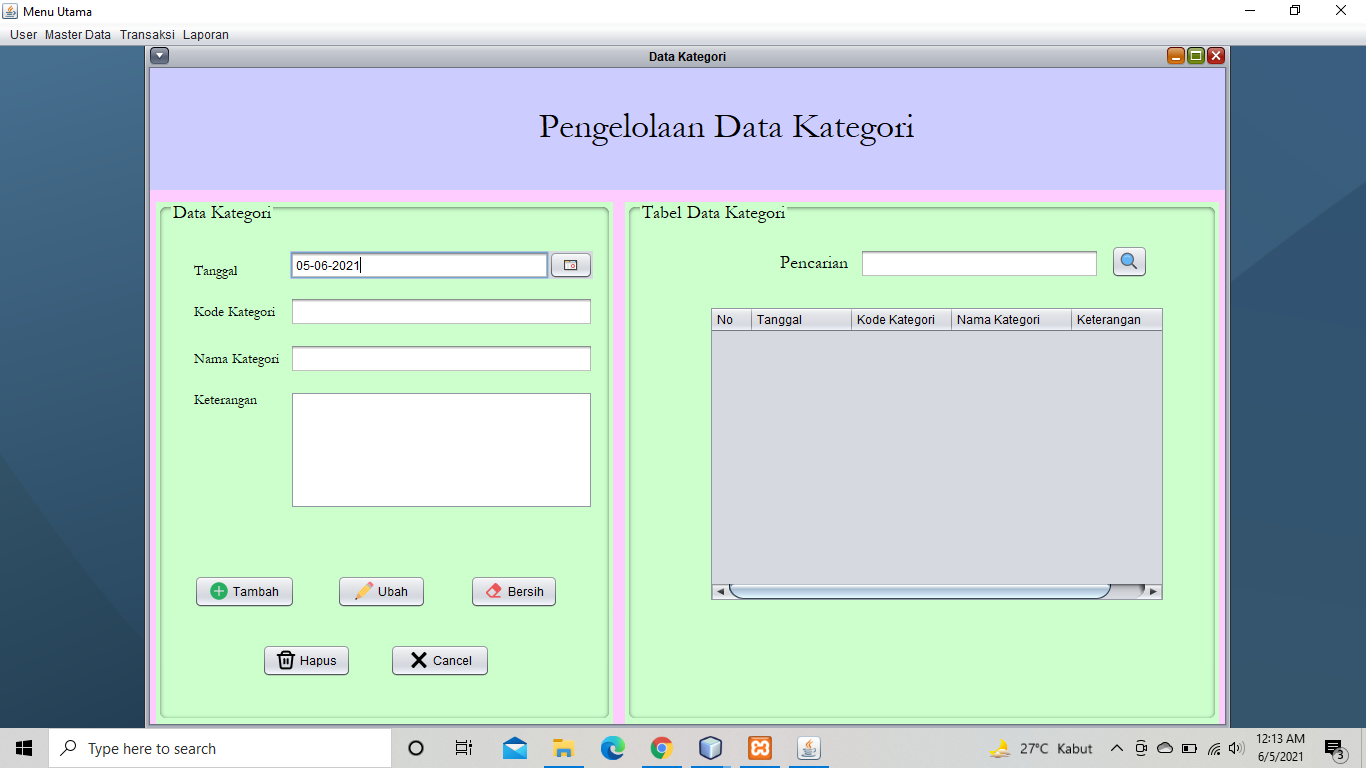 Menu Utama
User Master Data Transaksi Laporan
Data Kategori
Pengelolaan Data Kategori
Data Kategori
Tanggal 05-06-2021
Kode Kategori
Nama Kategori
Keterangan
Tambah Ubah Bersih
Hapus Cancel
Tabel Data Kategori
Pencarian
No Tanggal Kode Kategori Nama Kategori Keterangan
Type here to search
27°C Kabut
12:13 AM
6/5/2021
3